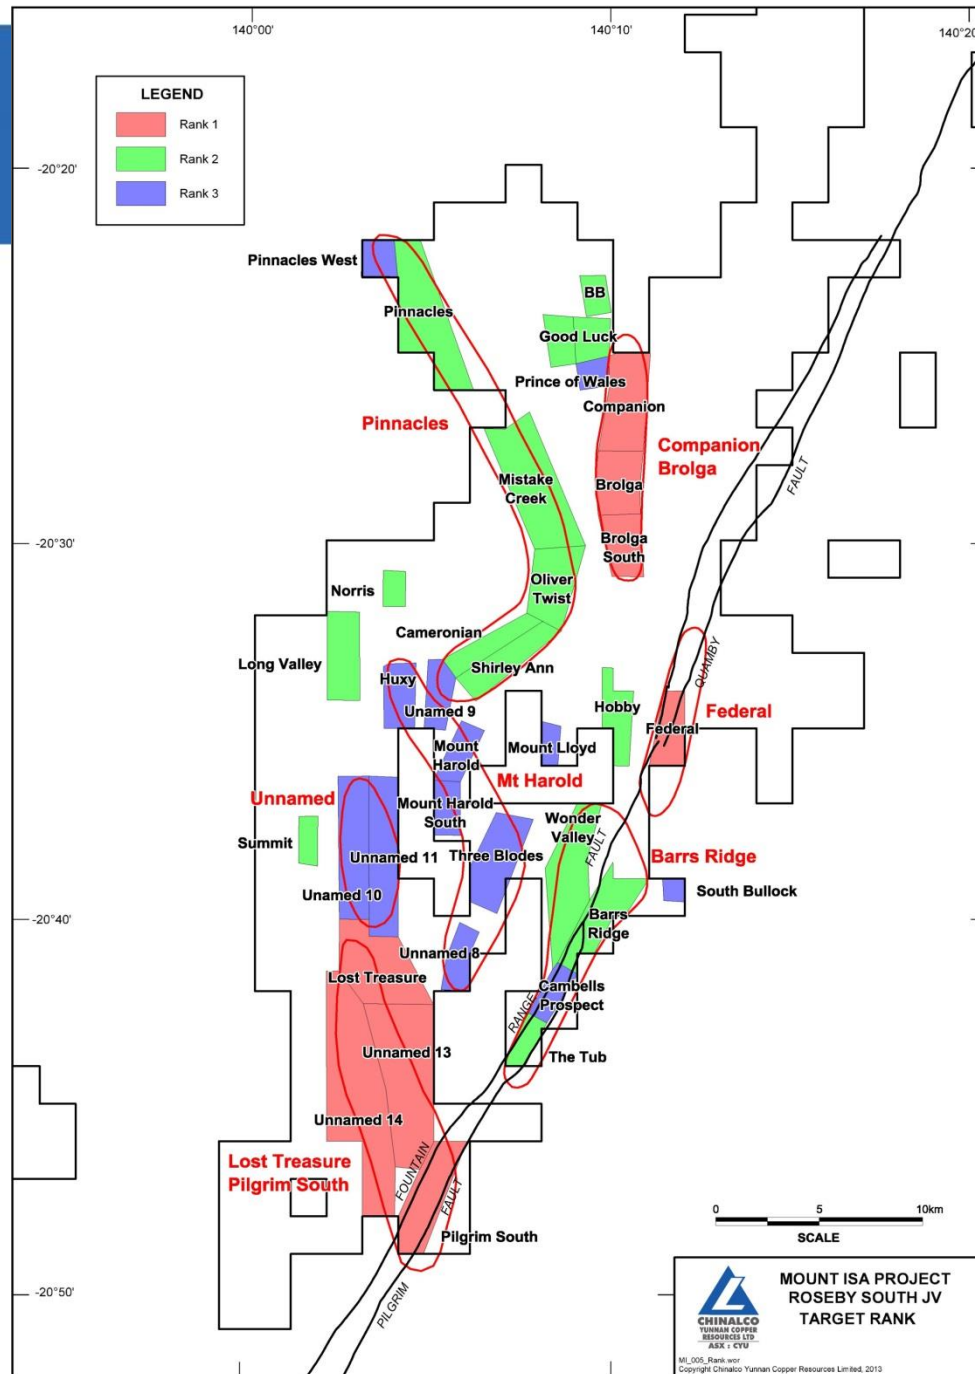 140°00'
140°10'
140°20'
LEGEND
Rank 1
Rank 2
Rank 3
-20°20'
Pinnacles West
BB
Pinnacles
Good Luck
Prince of Wales
Companion
Pinnacles
Companion
Brolga
FAULT
Mistake
Creek
Brolga
-20°30'
Brolga
South
Oliver
Twist
Norris
Cameronian
QUAMBY
Long Valley
Shirley Ann
Huxy
Unamed 9
Hobby
Federal
Federal
Mount
Harold
Mount Lloyd
Mt Harold
Unnamed
Mount Harold
South
Wonder
Valley
FAULT
Summit
Unnamed 11
Three Blodes
Barrs Ridge
Unamed 10
South Bullock
-20°40'
Barrs
Ridge
Unnamed 8
Lost Treasure
Cambells
Prospect
RANGE
Unnamed 13
The Tub
Unnamed 14
Lost Treasure
Pilgrim South
FOUNTAIN
FAULT
Pilgrim South
0 5 10km
SCALE
-20°50'
PILGRIM
CHINALCO
YUNNAN COPPER
RESOURCES LTD
ASX : CYU
MOUNT ISA PROJECT
ROSEBY SOUTH JV
TARGET RANK
MI_005_Rank.wor
Copyright Chinalco Yunnan Copper Resources Limited, 2013